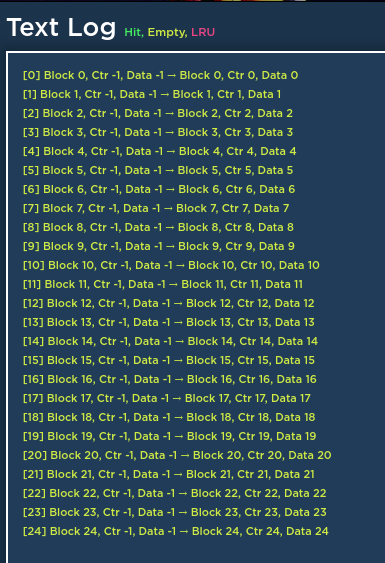 Text Log Hit, Empty, LRU
[0] Block 0, Ctr -1, Data -1 → Block 0, Ctr 0, Data 0
[1] Block 1, Ctr -1, Data -1 → Block 1, Ctr 1, Data 1
[2] Block 2, Ctr -1, Data -1 → Block 2, Ctr 2, Data 2
[3] Block 3, Ctr -1, Data -1 → Block 3, Ctr 3, Data 3
[4] Block 4, Ctr -1, Data -1 → Block 4, Ctr 4, Data 4
[5] Block 5, Ctr -1, Data -1 → Block 5, Ctr 5, Data 5
[6] Block 6, Ctr -1, Data -1 → Block 6, Ctr 6, Data 6
[7] Block 7, Ctr -1, Data -1 → Block 7, Ctr 7, Data 7
[8] Block 8, Ctr -1, Data -1 → Block 8, Ctr 8, Data 8
[9] Block 9, Ctr -1, Data -1 → Block 9, Ctr 9, Data 9
[10] Block 10, Ctr -1, Data -1 → Block 10, Ctr 10, Data 10
[11] Block 11, Ctr -1, Data -1 → Block 11, Ctr 11, Data 11
[12] Block 12, Ctr -1, Data -1 → Block 12, Ctr 12, Data 12
[13] Block 13, Ctr -1, Data -1 → Block 13, Ctr 13, Data 13
[14] Block 14, Ctr -1, Data -1 → Block 14, Ctr 14, Data 14
[15] Block 15, Ctr -1, Data -1 → Block 15, Ctr 15, Data 15
[16] Block 16, Ctr -1, Data -1 → Block 16, Ctr 16, Data 16
[17] Block 17, Ctr -1, Data -1 → Block 17, Ctr 17, Data 17
[18] Block 18, Ctr -1, Data -1 → Block 18, Ctr 18, Data 18
[19] Block 19, Ctr -1, Data -1 → Block 19, Ctr 19, Data 19
[20] Block 20, Ctr -1, Data -1 → Block 20, Ctr 20, Data 20
[21] Block 21, Ctr -1, Data -1 → Block 21, Ctr 21, Data 21
[22] Block 22, Ctr -1, Data -1 → Block 22, Ctr 22, Data 22
[23] Block 23, Ctr -1, Data -1 → Block 23, Ctr 23, Data 23
[24] Block 24, Ctr -1, Data -1 → Block 24, Ctr 24, Data 24